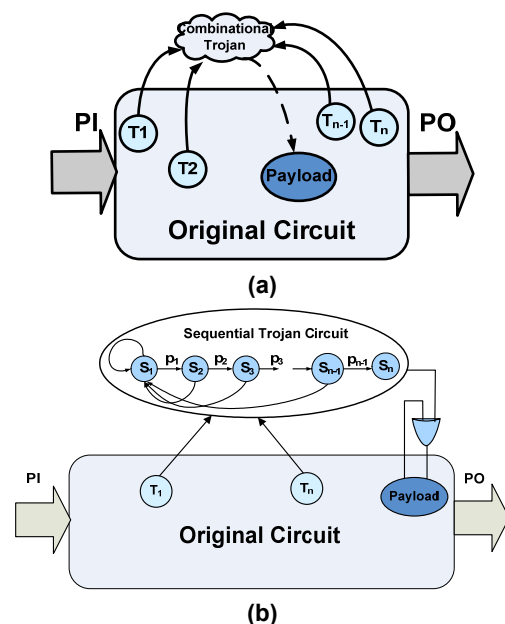 Combinational
Trojan
PI
T1
T2
Tn-1
Tn
PO
Payload
Original Circuit
(a)
Sequential Trojan Circuit
S1
p1
S2
p2
S3
p3
Sn-1
pn-1
Sn
PI
T1
Tn
Payload
PO
Original Circuit
(b)